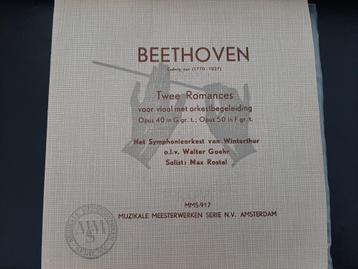 BEETHOVEN
Ludwig van (1770-1827)
Twee Romances
voor viool met orkestbegeleiding
Opus 40 in G gr. t.; Opus 50 in F gr. t.
Het Symphonieorkest van Winterthur
o.l.v. Walter Goehr
Solist: Max Rostal
MMS-917
MUZIKALE MEESTERWERKEN SERIE N.V. AMSTERDAM
MMS